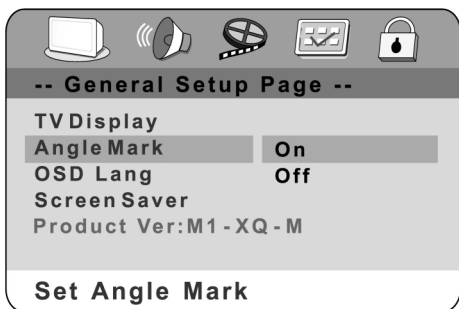 -- General Setup Page --
TV Display
Angle Mark On
OSD Lang Off
Screen Saver
Product Ver:M1-XQ-M
Set Angle Mark